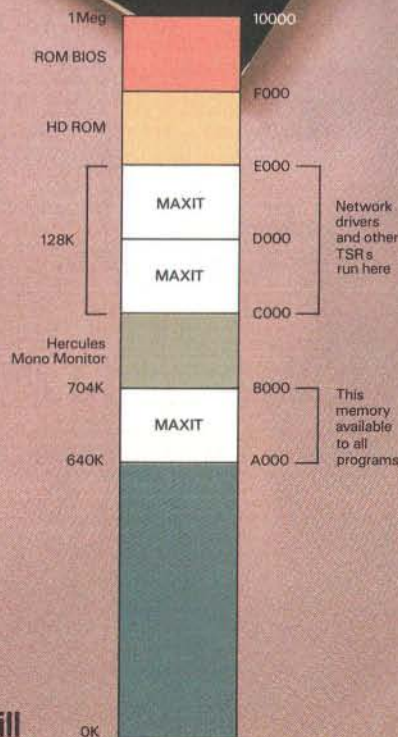 1Meg
10000
ROM BIOS
F000
HD ROM
E000
MAXIT
Network
drivers
and other
TSRs
run here
128K
D000
MAXIT
C000
Hercules
Mono Monitor
704K
B000
This
memory
available
to all
programs
MAXIT
640K
A000
ill
0K